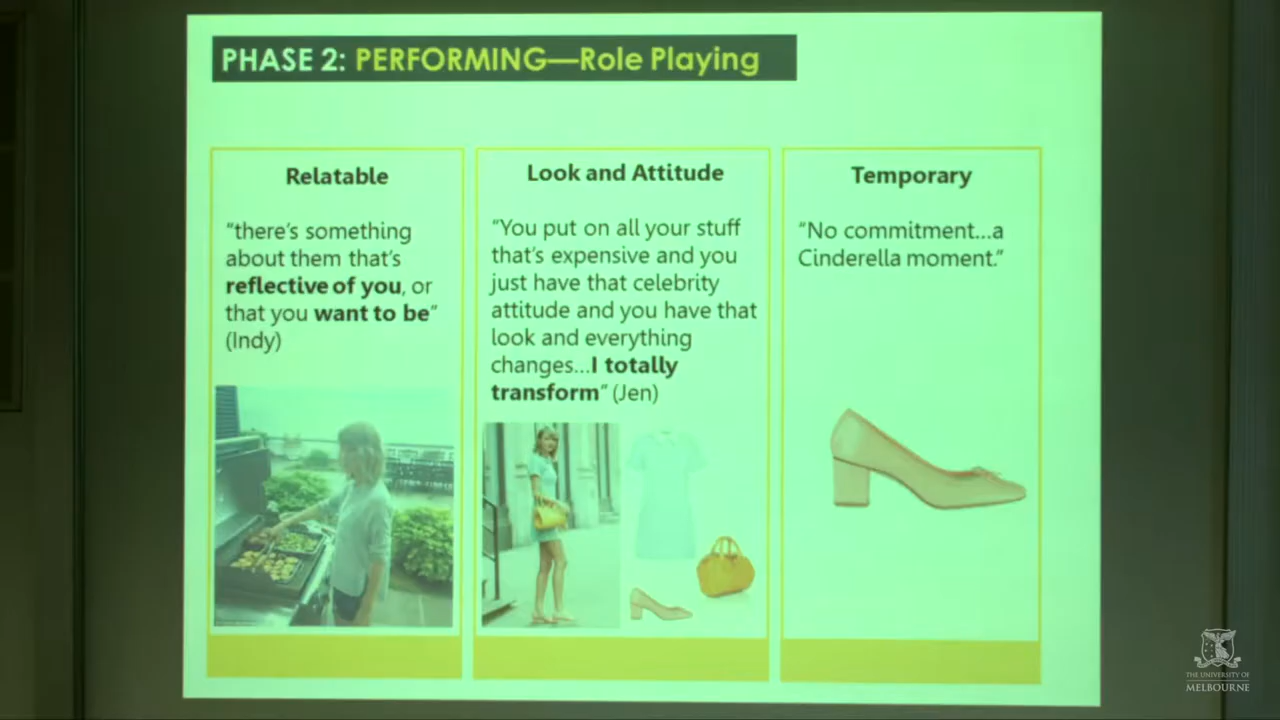 PHASE 2: PERFORMING—Role Playing
Relatable
"there's something
about them that's
reflective of you, or
that you want to be"
(Indy)
Look and Attitude
"You put on all your stuff
that's expensive and you
just have that celebrity
attitude and you have that
look and everything
changes...I totally
transform" (Jen)
Temporary
"No commitment...a
Cinderella moment."
THE UNIVERSITY OF
MELBOURNE